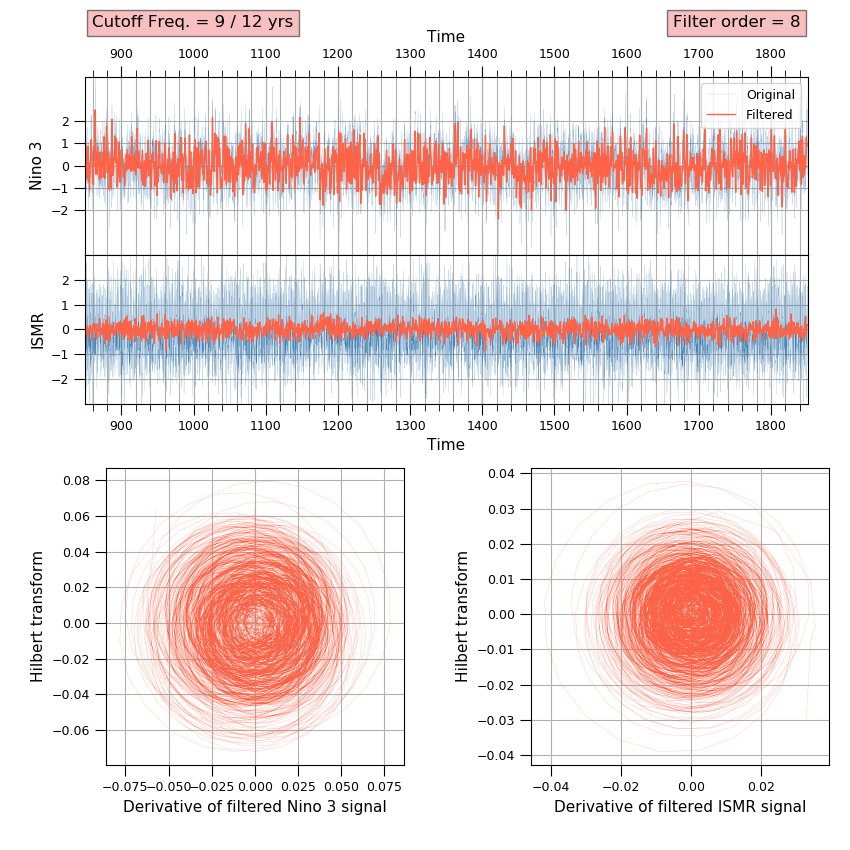 Cutoff Freq. = 9 / 12 yrs
Filter order = 8
Time
900 1000 1100 1200 1300 1400 1500 1600 1700 1800
Original
Filtered
Nino 3
2
1
0
−1
−2
ISMR
2
1
0
−1
−2
900 1000 1100 1200 1300 1400 1500 1600 1700 1800
Time
Hilbert transform
0.08
0.06
0.04
0.02
0.00
−0.02
−0.04
−0.06
−0.075 −0.050 −0.025 0.000 0.025 0.050 0.075
Derivative of filtered Nino 3 signal
Hilbert transform
0.04
0.03
0.02
0.01
0.00
−0.01
−0.02
−0.03
−0.04
−0.04 −0.02 0.00 0.02
Derivative of filtered ISMR signal